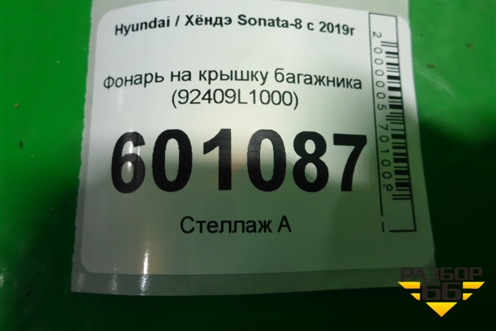 Hyundai / Хёндэ Sonata-8 с 2019г
Фонарь на крышку багажника
(92409L1000)
601087
Стеллаж А
2000005701009
РАЗБОР
66